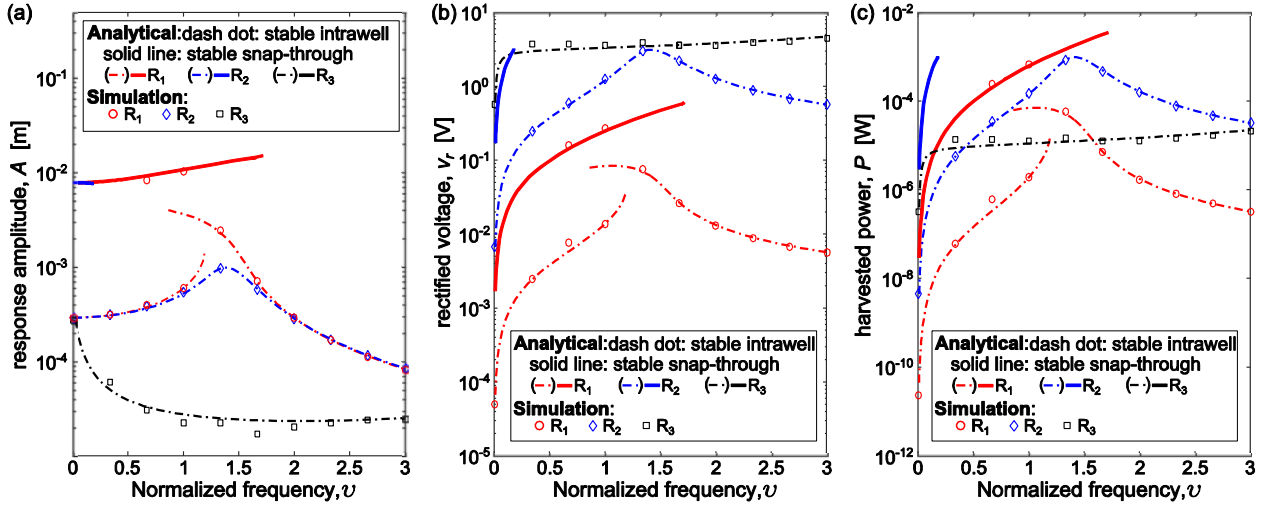 (a)
Analytical:dash dot: stable intrawell
solid line: stable snap-through
(-·) R1 (-·) R2 (-·) R3
Simulation:
R1 R2 R3
response amplitude, A [m]
10-1
10-2
10-3
10-4
0 0.5 1 1.5 2 2.5 3
Normalized frequency,υ
(b)
rectified voltage, vr [V]
101
100
10-1
10-2
10-3
10-4
10-5
Analytical:dash dot: stable intrawell
solid line: stable snap-through
(-·) R1 (-·) R2 (-·) R3
Simulation:
R1 R2 R3
0 0.5 1 1.5 2 2.5 3
Normalized frequency,υ
(c)
harvested power, P [W]
10-2
10-4
10-6
10-8
10-10
10-12
Analytical:dash dot: stable intrawell
solid line: stable snap-through
(-·) R1 (-·) R2 (-·) R3
Simulation:
R1 R2 R3
0 0.5 1 1.5 2 2.5 3
Normalized frequency,υ